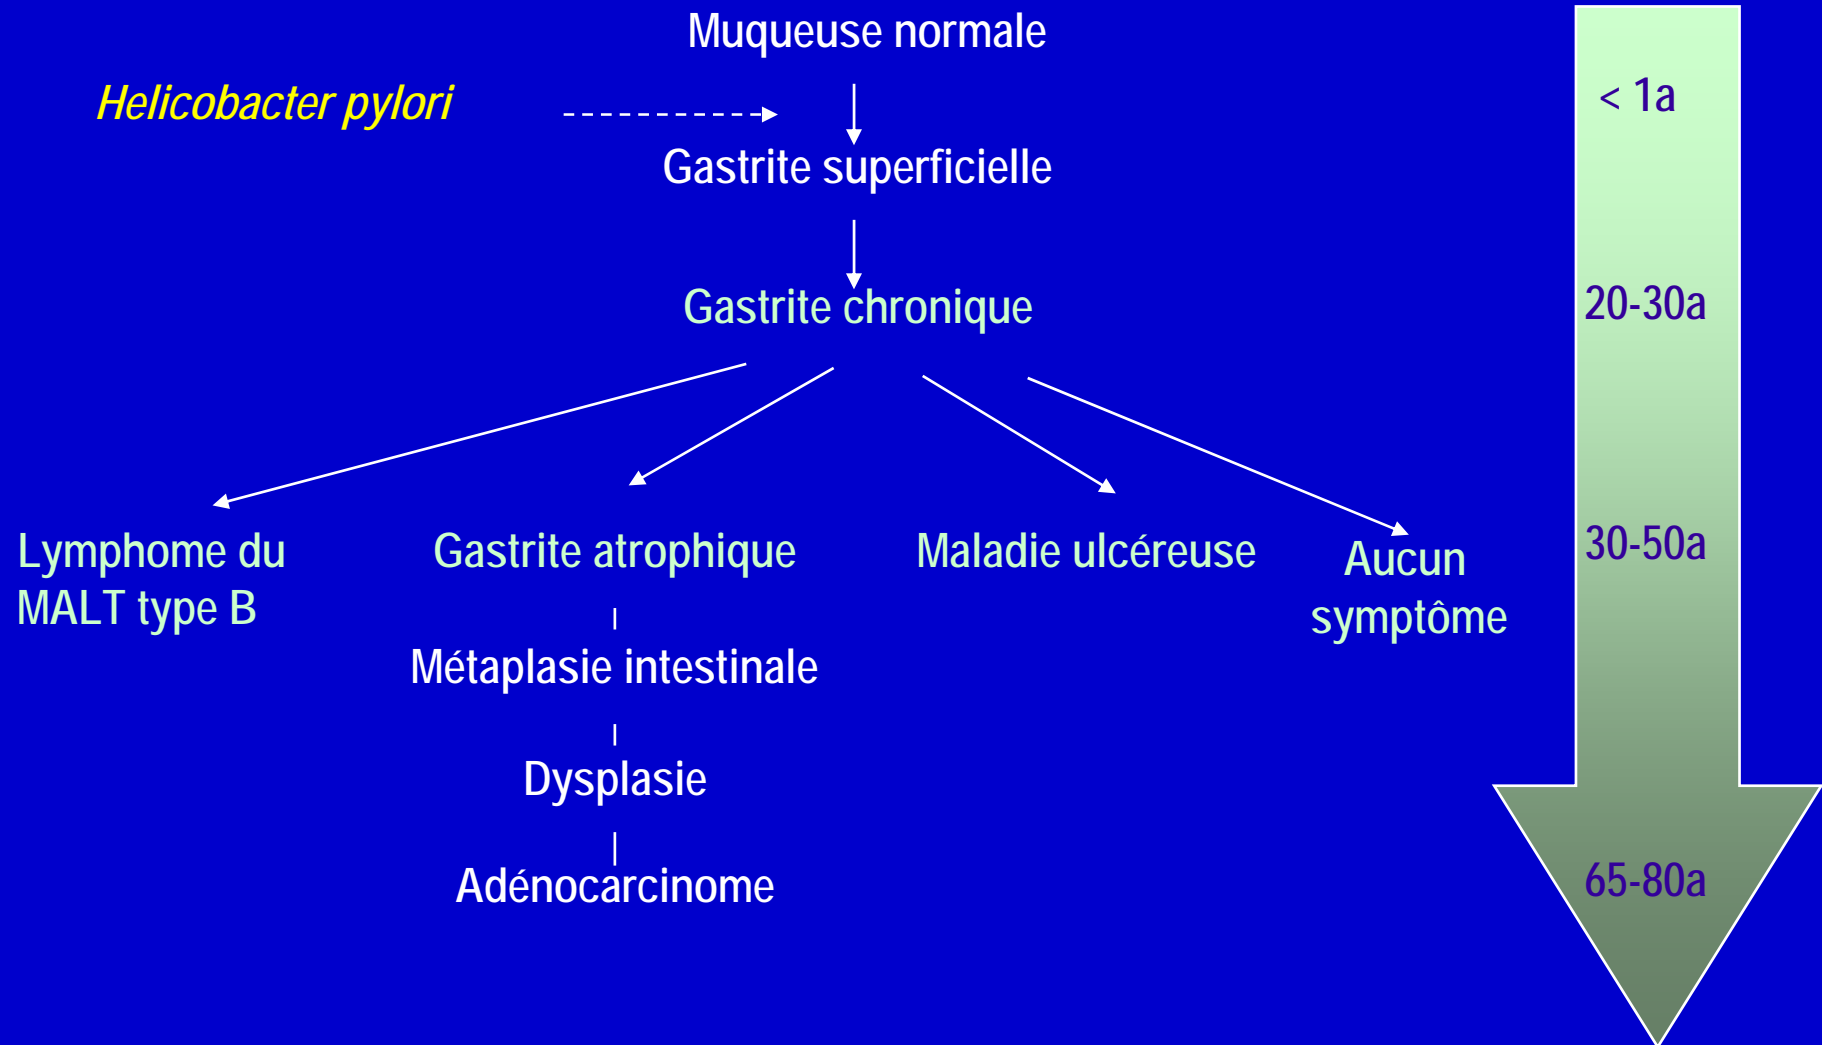 Muqueuse normale
Helicobacter pylori
< 1a
Gastrite superficielle
Gastrite chronique
20-30a
Lymphome du
MALT type B
Gastrite atrophique
Maladie ulcéreuse
Aucun
symptôme
30-50a
Métaplasie intestinale
Dysplasie
Adénocarcinome
65-80a